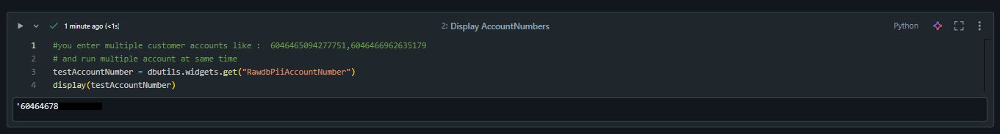 1 minute ago (<1s) 2: Display AccountNumbers Python
1 #you enter multiple customer accounts like : 6046465094277751,6046466962635179
2 # and run multiple account at same time
3 testAccountNumber = dbutils.widgets.get("RawdbPiiAccountNumber")
4 display(testAccountNumber)
'60464678